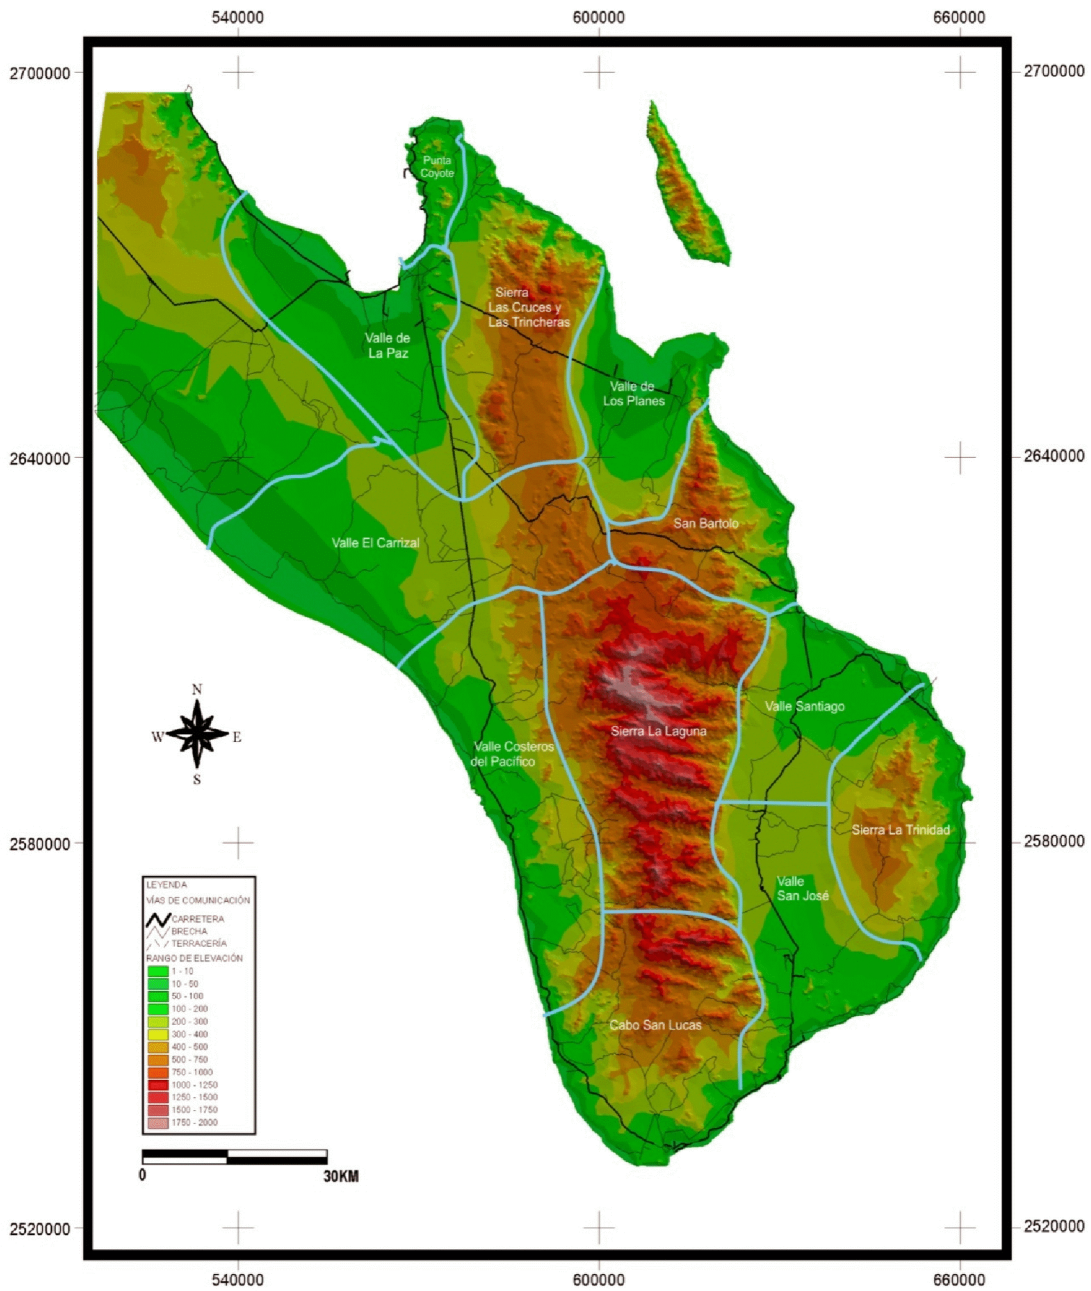 540000
600000
660000
2700000
2700000
Punta
Coyote
Sierra
Las Cruces y
Las Trincheras
Valle de
La Paz
Valle de
Los Planes
2640000
2640000
San Bartolo
Valle El Carrizal
N
W
E
S
Valle Santiago
Sierra La Laguna
Valle Costeros
del Pacífico
Sierra La Trinidad
2580000
2580000
Valle
San José
LEYENDA
VÍAS DE COMUNICACIÓN
CARRETERA
BRECHA
TERRACERÍA
RANGO DE ELEVACIÓN
1 - 10
10 - 50
50 - 100
100 - 200
200 - 300
300 - 400
400 - 500
500 - 750
750 - 1000
1000 - 1250
1250 - 1500
1500 - 1750
1750 - 2000
Cabo San Lucas
0
30KM
2520000
2520000
540000
600000
660000